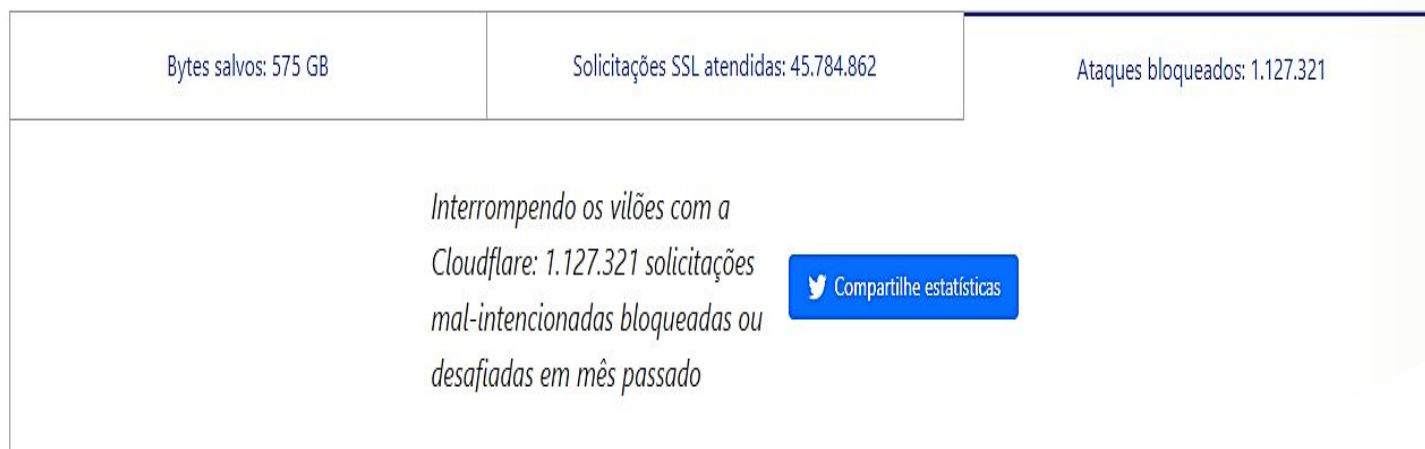 Bytes salvos: 575 GB
Solicitações SSL atendidas: 45.784.862
Ataques bloqueados: 1.127.321
Interrompendo os vilões com a
Cloudflare: 1.127.321 solicitações
mal-intencionadas bloqueadas ou
desafiadas em mês passado
Compartilhe estatísticas